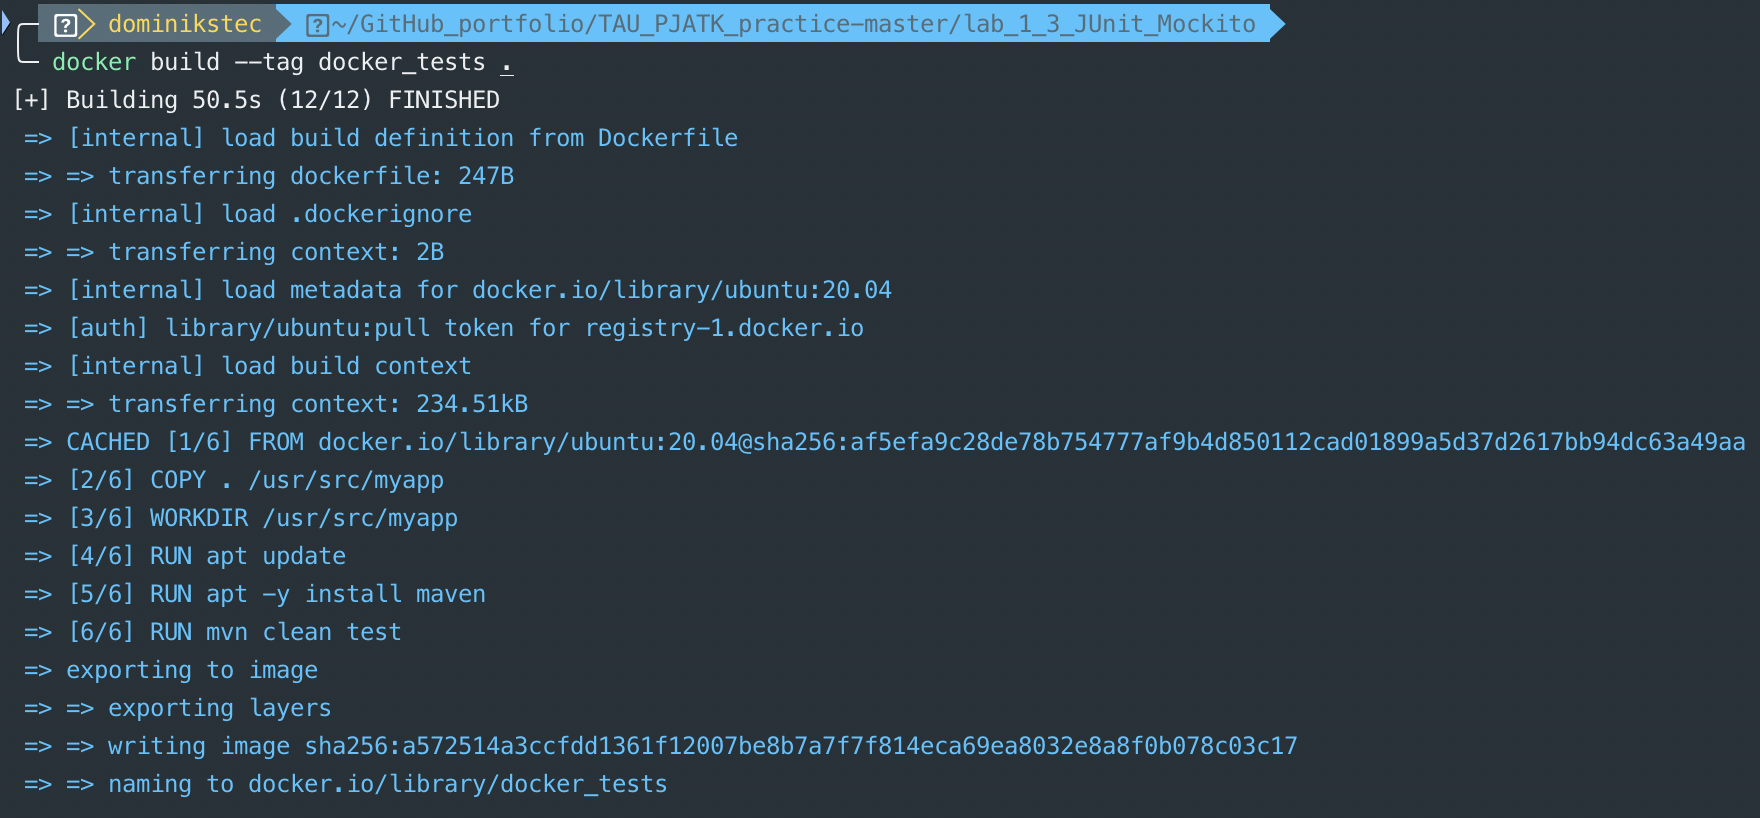 dominikstec ~/GitHub_portfolio/TAU_PJATK_practice-master/lab_1_3_JUnit_Mockito
docker build --tag docker_tests .
[+] Building 50.5s (12/12) FINISHED
=> [internal] load build definition from Dockerfile
=> => transferring dockerfile: 247B
=> [internal] load .dockerignore
=> => transferring context: 2B
=> [internal] load metadata for docker.io/library/ubuntu:20.04
=> [auth] library/ubuntu:pull token for registry-1.docker.io
=> [internal] load build context
=> => transferring context: 234.51kB
=> CACHED [1/6] FROM docker.io/library/ubuntu:20.04@sha256:af5efa9c28de78b754777af9b4d850112cad01899a5d37d2617bb94dc63a49aa
=> [2/6] COPY . /usr/src/myapp
=> [3/6] WORKDIR /usr/src/myapp
=> [4/6] RUN apt update
=> [5/6] RUN apt -y install maven
=> [6/6] RUN mvn clean test
=> exporting to image
=> => exporting layers
=> => writing image sha256:a572514a3ccfdd1361f12007be8b7a7f7f814eca69ea8032e8a8f0b078c03c17
=> => naming to docker.io/library/docker_tests